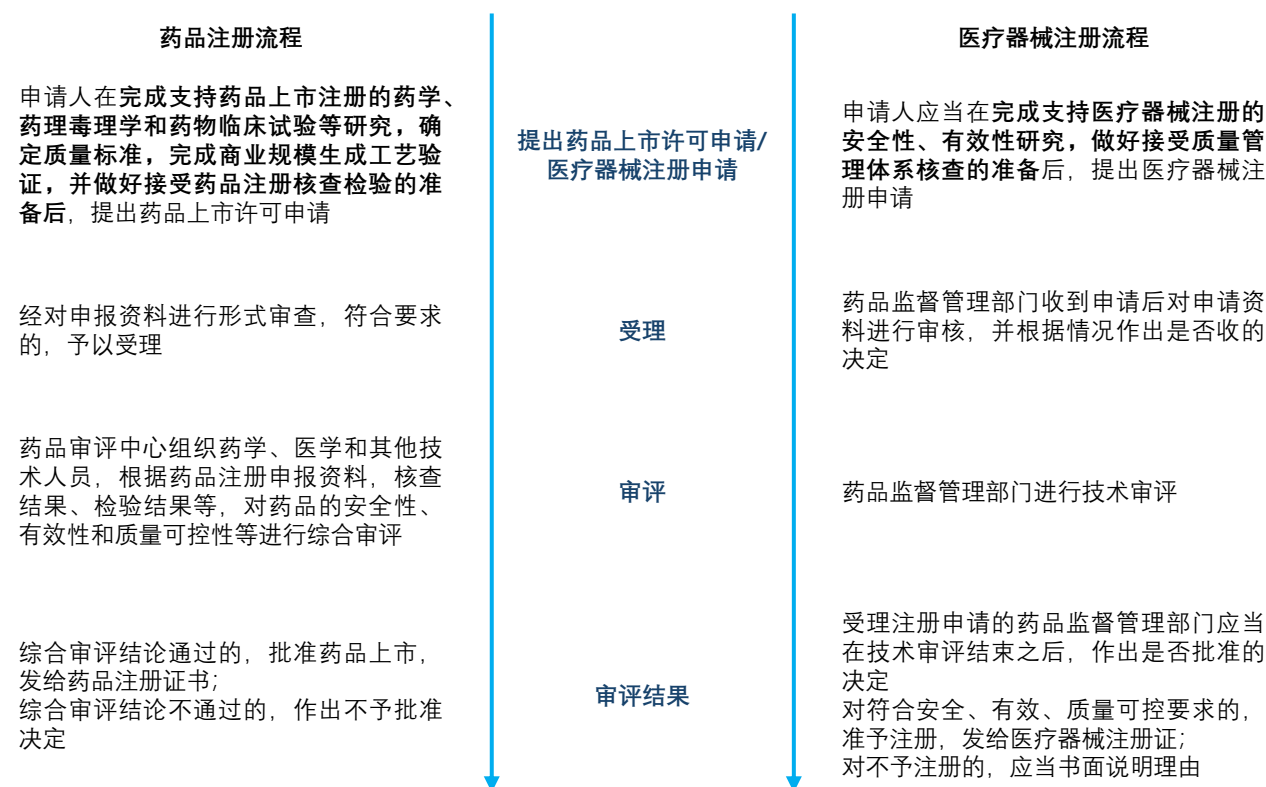 药品注册流程
医疗器械注册流程
申请人在完成支持药品上市注册的药学、
药理毒理学和药物临床试验等研究，确
定质量标准，完成商业规模生成工艺验
证，并做好接受药品注册核查检验的准
备后，提出药品上市许可申请
提出药品上市许可申请/
医疗器械注册申请
申请人应当在完成支持医疗器械注册的
安全性、有效性研究，做好接受质量管
理体系核查的准备后，提出医疗器械注
册申请
经对申报资料进行形式审查，符合要求
的，予以受理
受理
药品监督管理部门收到申请后对申请资
料进行审核，并根据情况作出是否收的
决定
药品审评中心组织药学、医学和其他技
术人员，根据药品注册申报资料，核查
结果、检验结果等，对药品的安全性、
有效性和质量可控性等进行综合审评
审评
药品监督管理部门进行技术审评
综合审评结论通过的，批准药品上市，
发给药品注册证书；
综合审评结论不通过的，作出不予批准
决定
审评结果
受理注册申请的药品监督管理部门应当
在技术审评结束之后，作出是否批准的
决定
对符合安全、有效、质量可控要求的，
准予注册，发给医疗器械注册证；
对不予注册的，应当书面说明理由